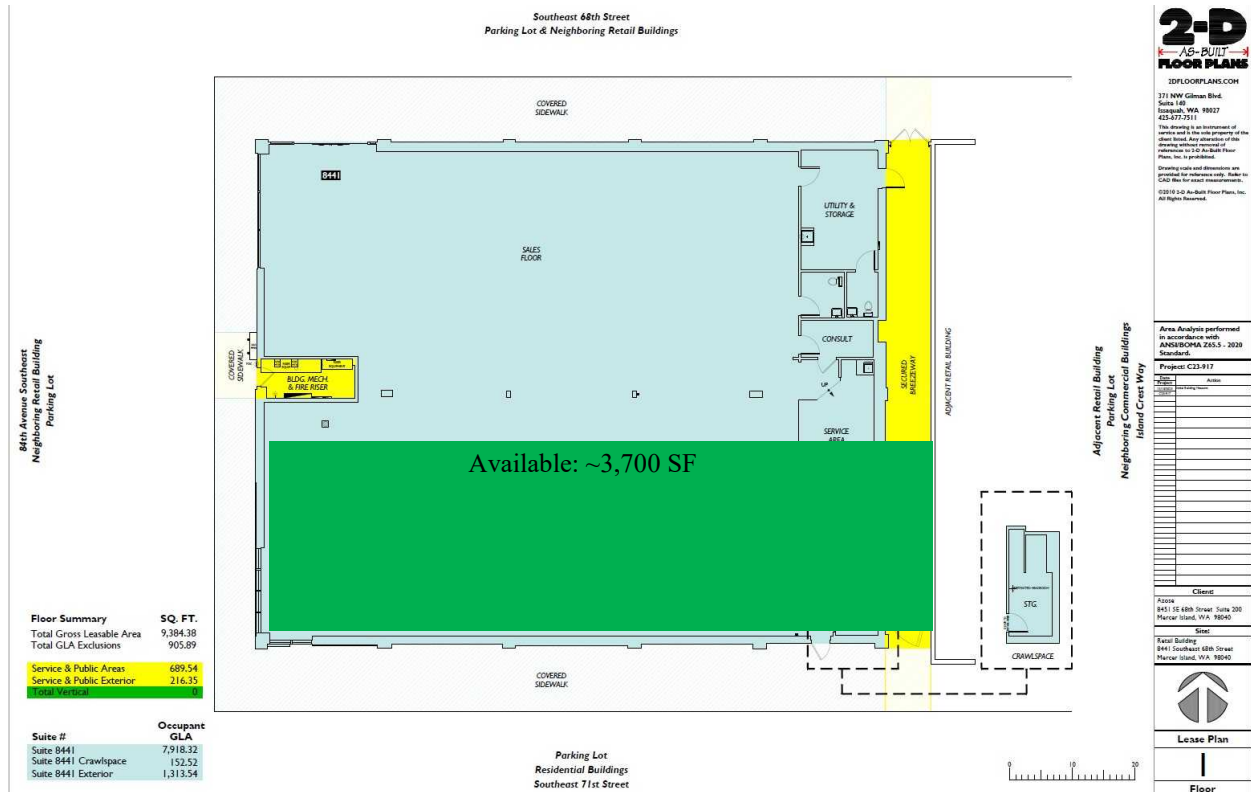 Southeast 68th Street
Parking Lot & Neighboring Retail Buildings
COVERED
SIDEWALK
8441
UTILITY &
STORAGE
SALES
FLOOR
CONSULT
COVERED
SIDEWALK
BLDG. MECH.
& FIRE RISER
UP
SERVICE
AREA
SECURED
BREEZEWAY
ADJACENT RETAIL BUILDING
Available: ~3,700 SF
84th Avenue Southeast
Neighboring Retail Building
Parking Lot
Adjacent Retail Building
Parking Lot
Neighboring Commercial Buildings
Island Crest Way
STG.
CRAWLSPACE
COVERED
SIDEWALK
Parking Lot
Residential Buildings
Southeast 71st Street
0 10 20
Floor Summary SQ. FT.
Total Gross Leasable Area 9,384.38
Total GLA Exclusions 905.89
Service & Public Areas 689.54
Service & Public Exterior 216.35
Total Vertical 0
Occupant
Suite # GLA
Suite 8441 7,918.32
Suite 8441 Crawlspace 152.52
Suite 8441 Exterior 1,313.54
2-D
AS-BUILT
FLOOR PLANS
2DFLOORPLANS.COM
371 NW Gilman Blvd.
Suite 140
Issaquah, WA 98027
425-677-7511
This drawing is an instrument of
service and is the sole property of the
client listed. Any alteration of this
drawing without removal of
references to 2-D As-Built Floor
Plans, Inc. is prohibited.
Drawing scale and dimensions are
provided for reference only. Refer to
CAD files for exact measurements.
©2010 2-D As-Built Floor Plans, Inc.
All Rights Reserved.
Area Analysis performed
in accordance with
ANSI/BOMA Z65.5 - 2020
Standard.
Project: C23-917
Date
Project
Action
Client:
Azose
8451 SE 68th Street Suite 200
Mercer Island, WA 98040
Site:
Retail Building
8441 Southeast 68th Street
Mercer Island, WA 98040
Lease Plan
1
Floor